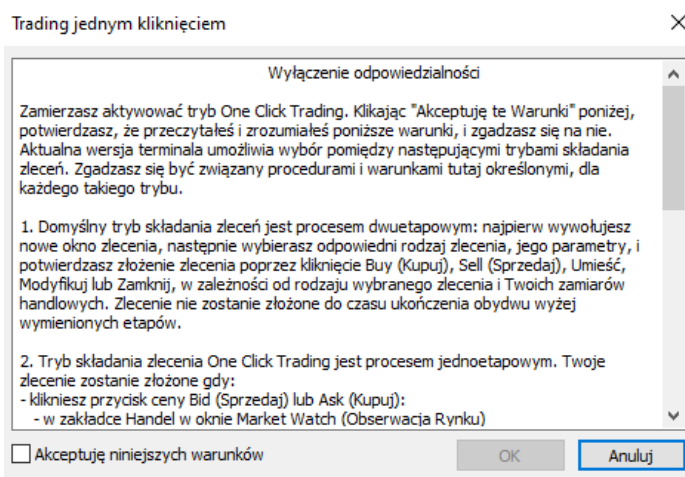 Trading jednym kliknięciem
Wyłączenie odpowiedzialności
Zamierzasz aktywować tryb One Click Trading. Klikając "Akceptuję te Warunki" poniżej,
potwierdzasz, że przeczytałeś i zrozumiałeś poniższe warunki, i zgadzasz się na nie.
Aktualna wersja terminala umożliwia wybór pomiędzy następującymi trybami składania
zleceń. Zgadzasz się być związany procedurami i warunkami tutaj określonymi, dla
każdego takiego trybu.
1. Domyślny tryb składania zleceń jest procesem dwuetapowym: najpierw wywołujesz
nowe okno zlecenia, następnie wybierasz odpowiedni rodzaj zlecenia, jego parametry, i
potwierdzasz złożenie zlecenia poprzez kliknięcie Buy (Kupuj), Sell (Sprzedaj), Umieść,
Modyfikuj lub Zamknij, w zależności od rodzaju wybranego zlecenia i Twoich zamiarów
handlowych. Zlecenie nie zostanie złożone do czasu ukończenia obydwu wyżej
wymienionych etapów.
2. Tryb składania zlecenia One Click Trading jest procesem jednoetapowym. Twoje
zlecenie zostanie złożone gdy:
- klikniesz przycisk ceny Bid (Sprzedaj) lub Ask (Kupuj):
- w zakładce Handel w oknie Market Watch (Obserwacja Rynku)
Akceptuję niniejszych warunków
OK
Anuluj